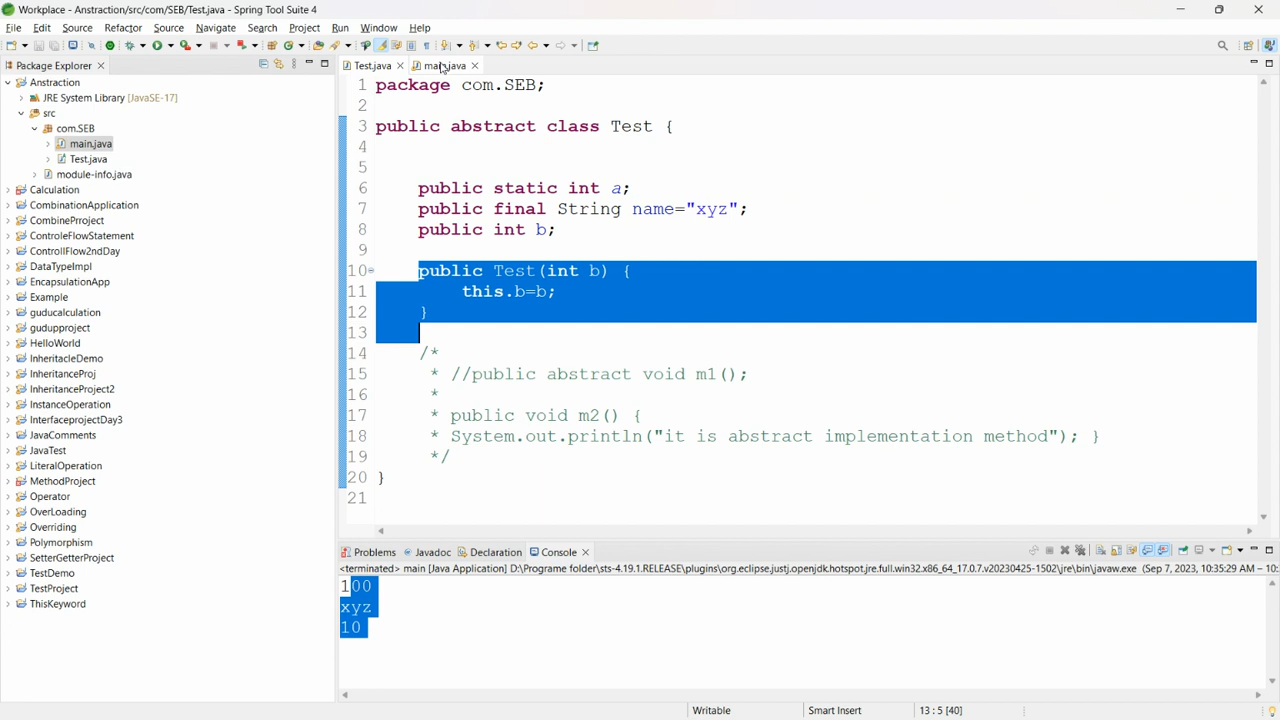 Workplace - Anstraction/src/com/SEB/Test.java - Spring Tool Suite 4
File Edit Source Refactor Source Navigate Search Project Run Window Help
Package Explorer
Test.java
main.java
Anstraction
JRE System Library [JavaSE-17]
src
com.SEB
main.java
Test.java
module-info.java
Calculation
CombinationApplication
CombinePrroject
ControleFlowStatement
ControllFlow2ndDay
DataTypeImpl
EncapsulationApp
Example
guducalculation
gudupproject
HelloWorld
InheritacleDemo
InheritanceProj
InheritanceProject2
InstanceOperation
InterfaceprojectDay3
JavaComments
JavaTest
LiteralOperation
MethodProject
Operator
OverLoading
Overriding
Polymorphism
SetterGetterProject
TestDemo
TestProject
ThisKeyword
1 package com.SEB;
2
3 public abstract class Test {
4
5
6 public static int a;
7 public final String name="xyz";
8 public int b;
9
10 public Test(int b) {
11 this.b=b;
12 }
13
14 /*
15 * //public abstract void m1();
16 *
17 * public void m2() {
18 * System.out.println("it is abstract implementation method"); }
19 */
20 }
21
Problems Javadoc Declaration Console
<terminated> main [Java Application] D:\Programe folder\sts-4.19.1.RELEASE\plugins\org.eclipse.justj.openjdk.hotspot.jre.full.win32.x86_64_17.0.7.v20230425-1502\jre\bin\javaw.exe (Sep 7, 2023, 10:35:29 AM – 10:
100
xyz
10
Writable Smart Insert 13 : 5 [40]